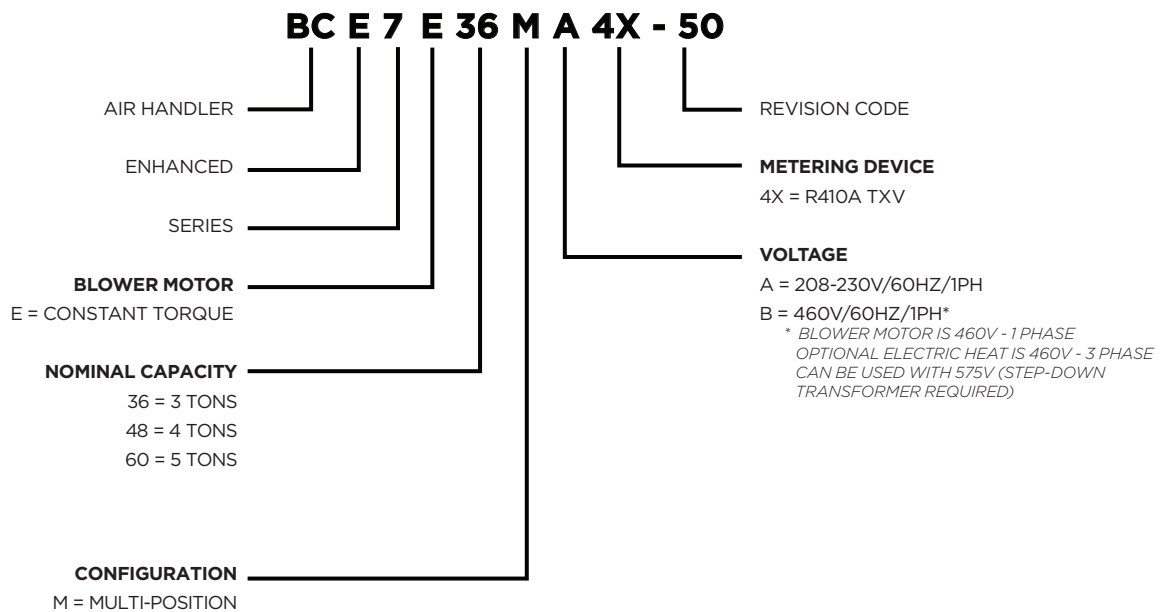 BC E 7 E 36 M A 4X - 50
AIR HANDLER
ENHANCED
SERIES
BLOWER MOTOR
E = CONSTANT TORQUE
NOMINAL CAPACITY
36 = 3 TONS
48 = 4 TONS
60 = 5 TONS
CONFIGURATION
M = MULTI-POSITION
REVISION CODE
METERING DEVICE
4X = R410A TXV
VOLTAGE
A = 208-230V/60HZ/1PH
B = 460V/60HZ/1PH*
* BLOWER MOTOR IS 460V - 1 PHASE
OPTIONAL ELECTRIC HEAT IS 460V - 3 PHASE
CAN BE USED WITH 575V (STEP-DOWN
TRANSFORMER REQUIRED)